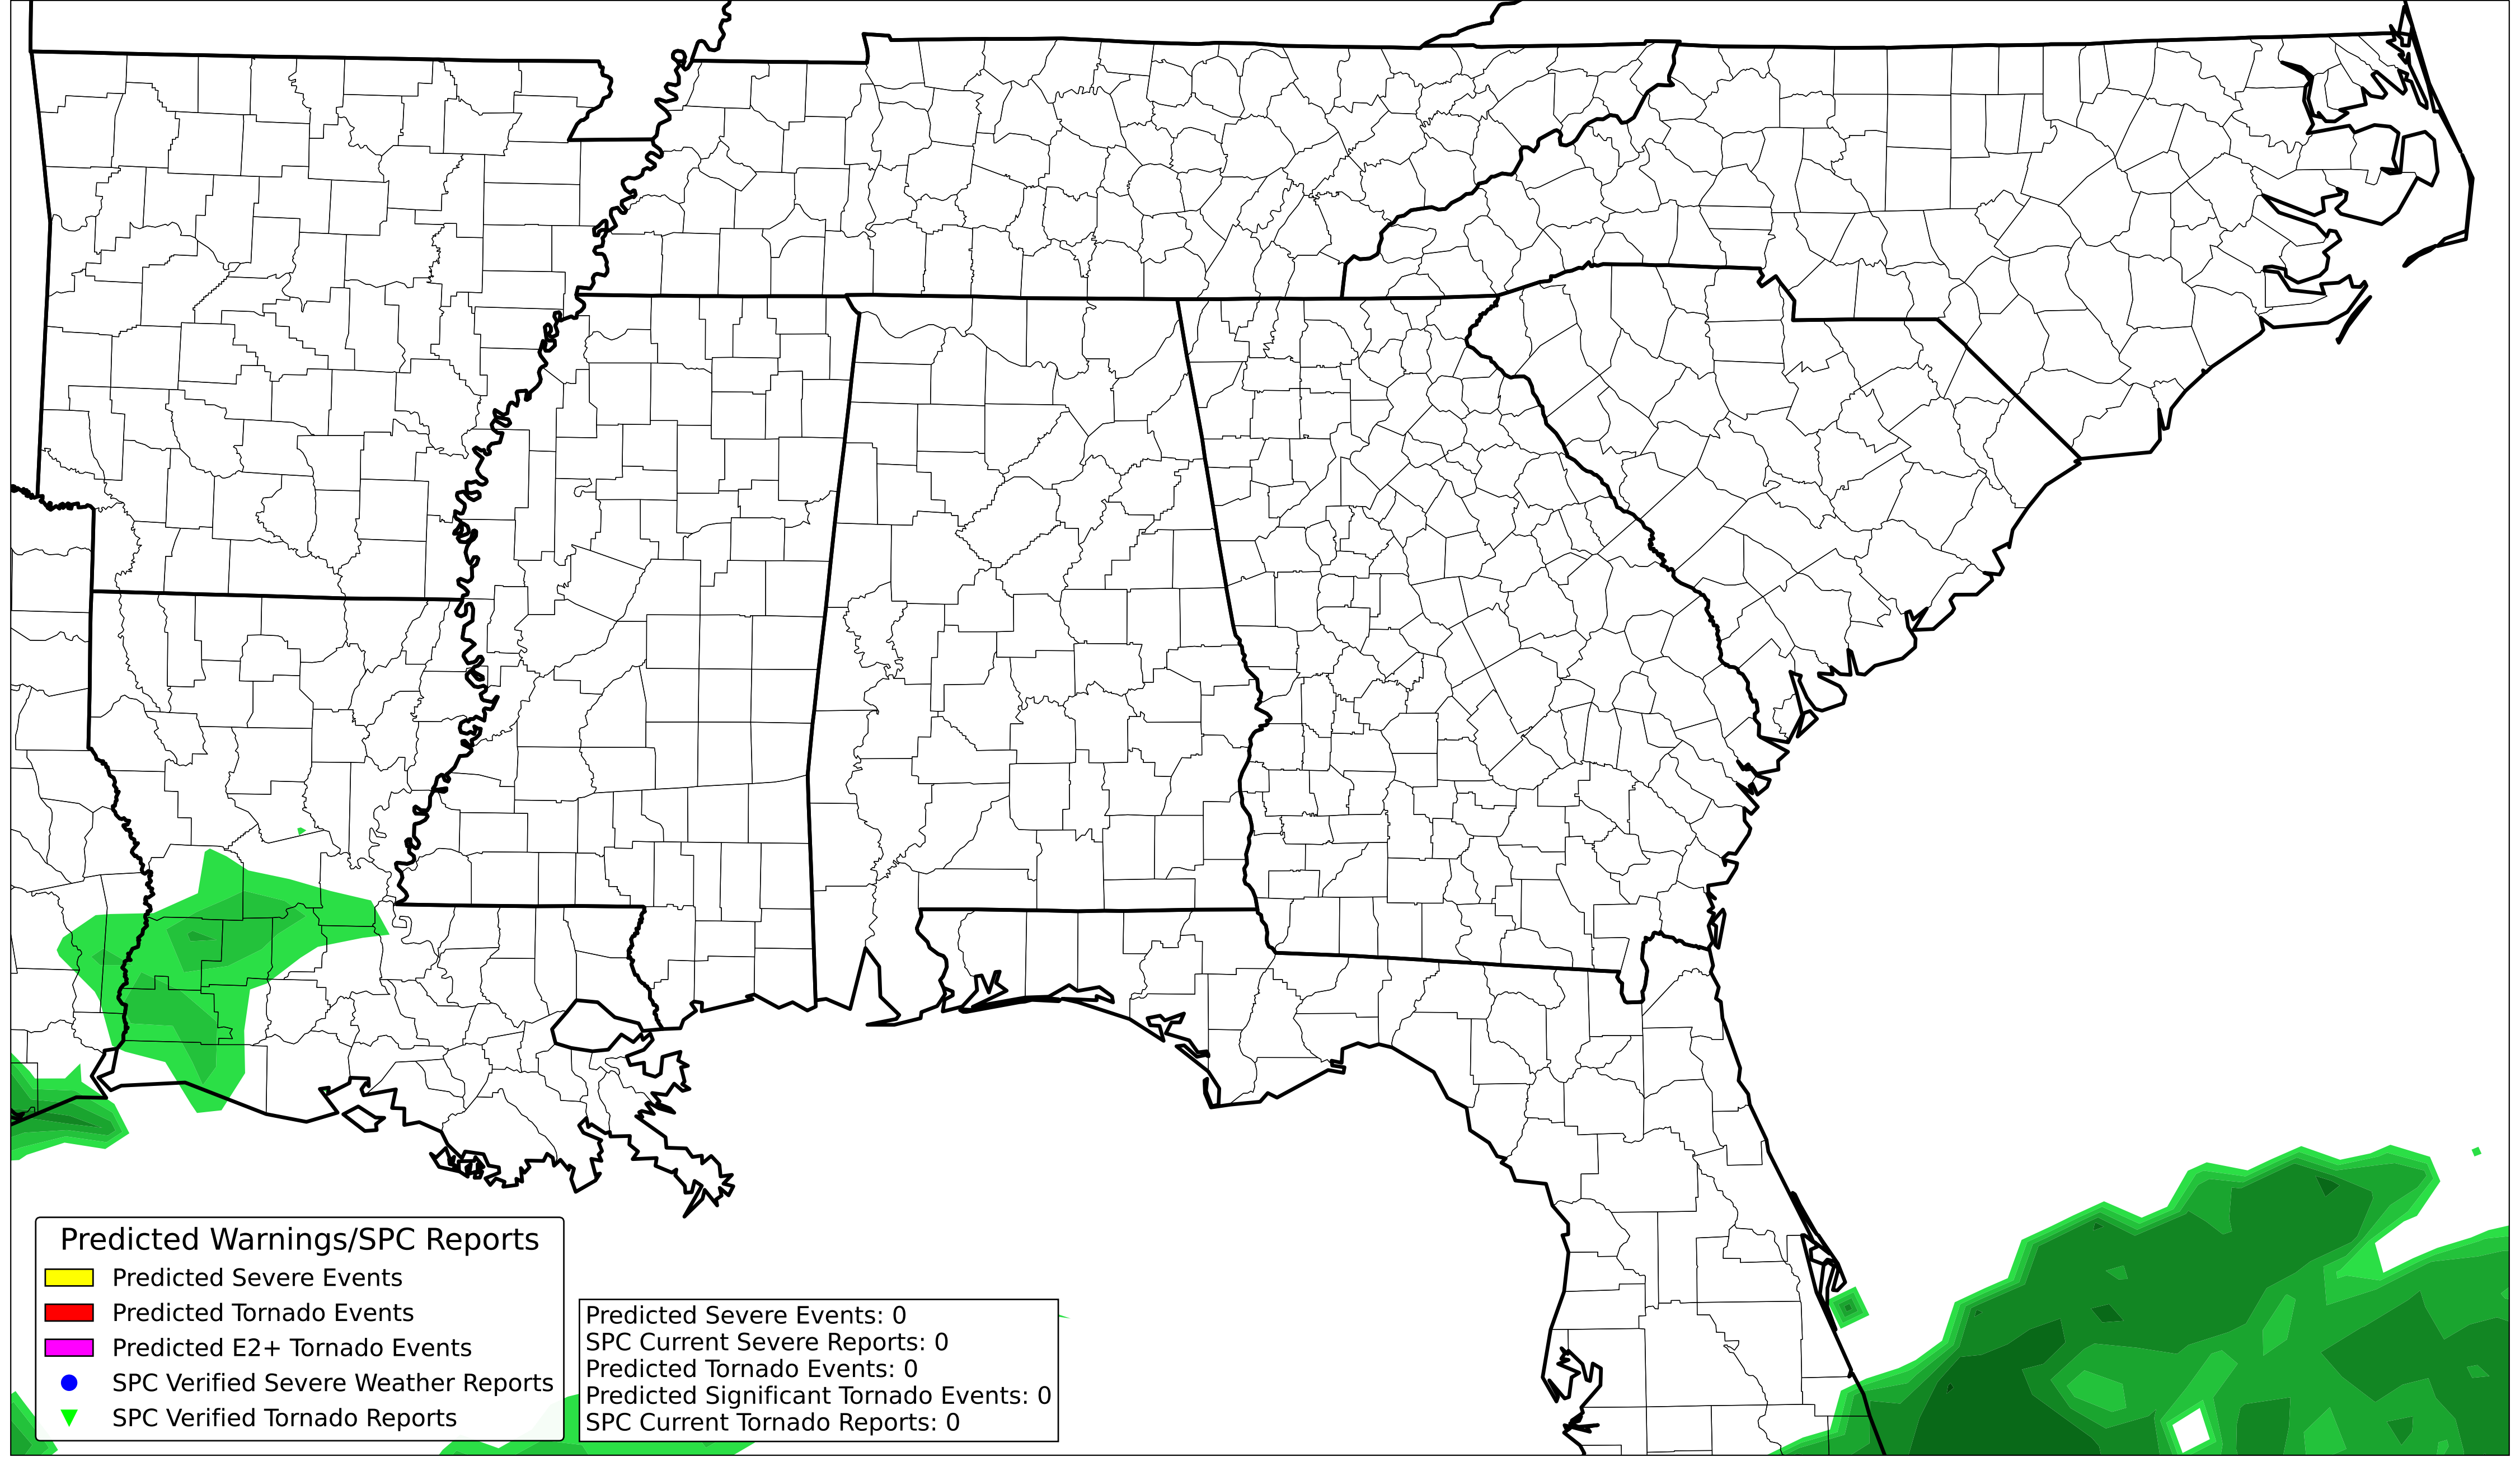 Predicted Warnings/SPC Reports
Predicted Severe Events
Predicted Tornado Events
Predicted E2+ Tornado Events
SPC Verified Severe Weather Reports
SPC Verified Tornado Reports
Predicted Severe Events: 0
SPC Current Severe Reports: 0
Predicted Tornado Events: 0
Predicted Significant Tornado Events: 0
SPC Current Tornado Reports: 0